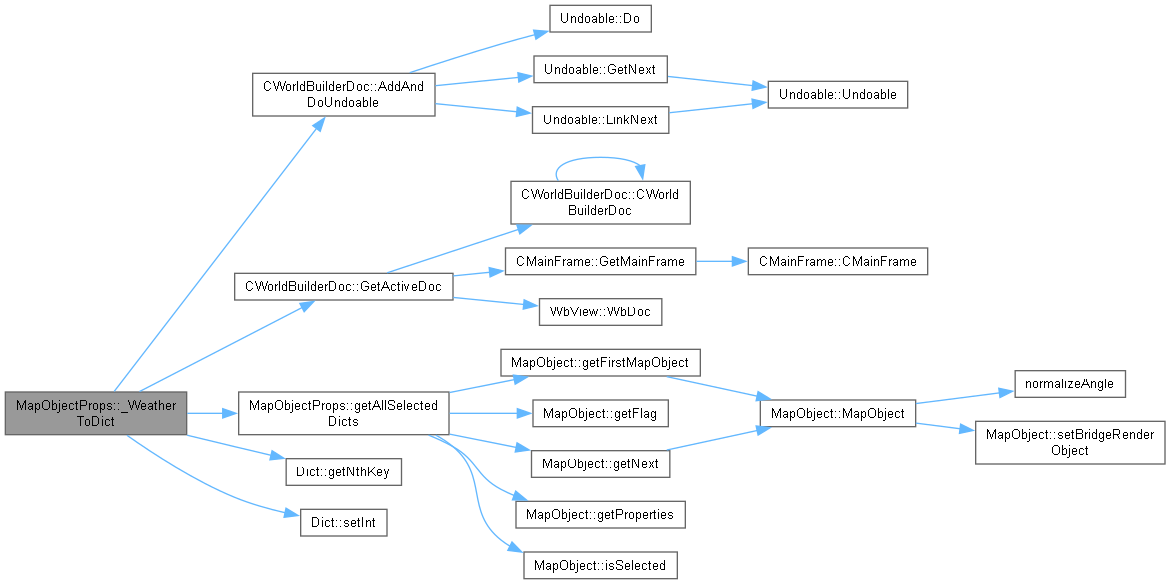 Undoable::Do
CWorldBuilderDoc::AddAnd
DoUndoable
Undoable::GetNext
Undoable::Undoable
Undoable::LinkNext
CWorldBuilderDoc::CWorld
BuilderDoc
CMainFrame::GetMainFrame
CMainFrame::CMainFrame
CWorldBuilderDoc::GetActiveDoc
WbView::WbDoc
MapObject::getFirstMapObject
normalizeAngle
MapObjectProps::_Weather
ToDict
MapObjectProps::getAllSelected
Dicts
MapObject::getFlag
MapObject::MapObject
MapObject::setBridgeRender
Object
MapObject::getNext
Dict::getNthKey
MapObject::getProperties
Dict::setInt
MapObject::isSelected